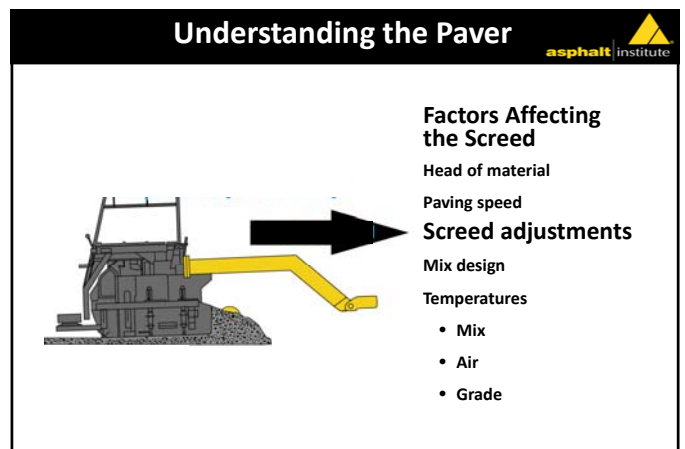 Understanding the Paver
asphalt institute
Factors Affecting
the Screed
Head of material
Paving speed
Screed adjustments
Mix design
Temperatures
• Mix
• Air
• Grade